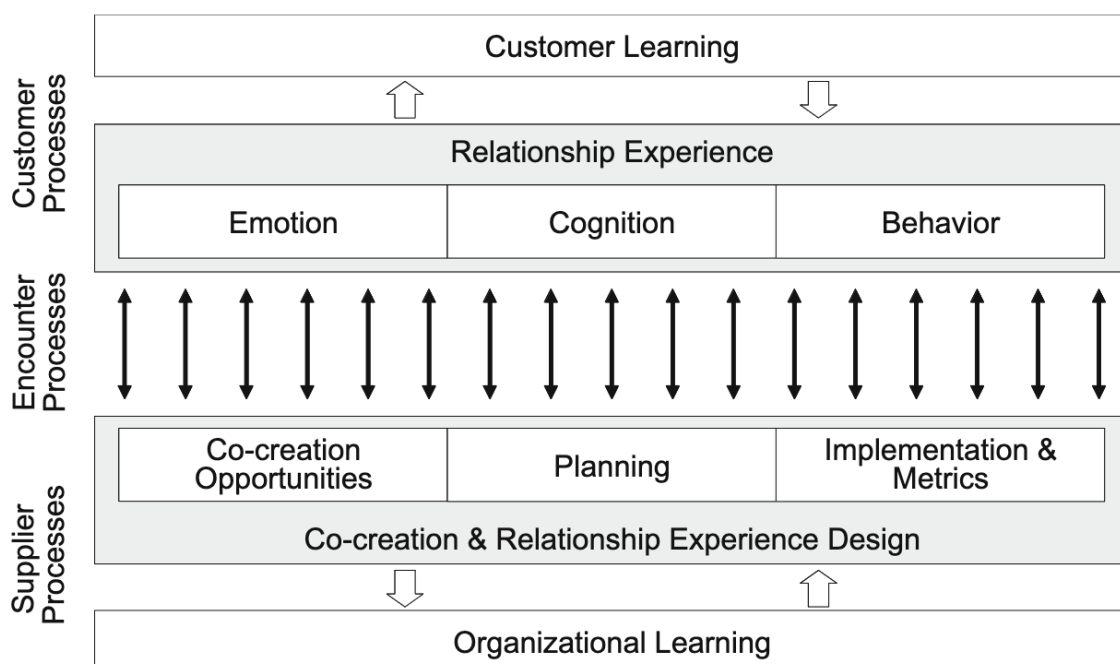 Customer Learning
Customer
Processes
Relationship Experience
Emotion
Cognition
Behavior
Encounter
Processes
Co-creation
Opportunities
Planning
Implementation &
Metrics
Supplier
Processes
Co-creation & Relationship Experience Design
Organizational Learning